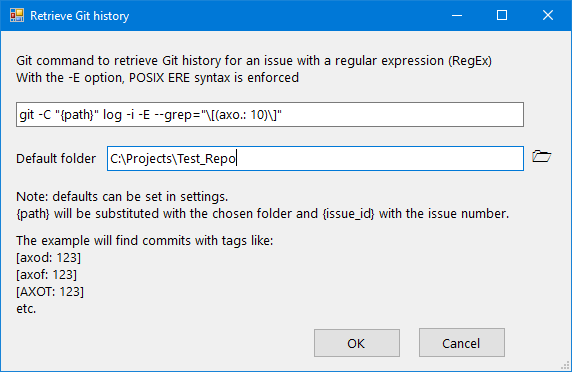 Retrieve Git history
Git command to retrieve Git history for an issue with a regular expression (RegEx)
With the -E option, POSIX ERE syntax is enforced
git -C "{path}" log -i -E --grep="\[(axo.: 10)\]"
Default folder
C:\Projects\Test_Repo
Note: defaults can be set in settings.
{path} will be substituted with the chosen folder and {issue_id} with the issue number.
The example will find commits with tags like:
[axod: 123]
[axof: 123]
[AXOT: 123]
etc.
OK
Cancel